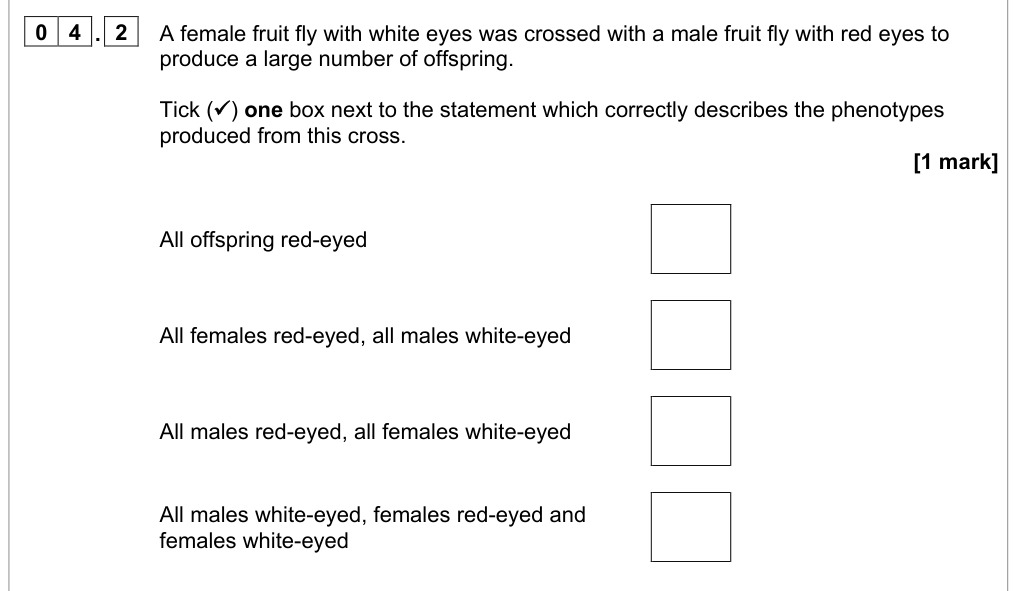 04.2 A female fruit fly with white eyes was crossed with a male fruit fly with red eyes to
produce a large number of offspring.
Tick (✓) one box next to the statement which correctly describes the phenotypes
produced from this cross.
[1 mark]
All offspring red-eyed
All females red-eyed, all males white-eyed
All males red-eyed, all females white-eyed
All males white-eyed, females red-eyed and
females white-eyed